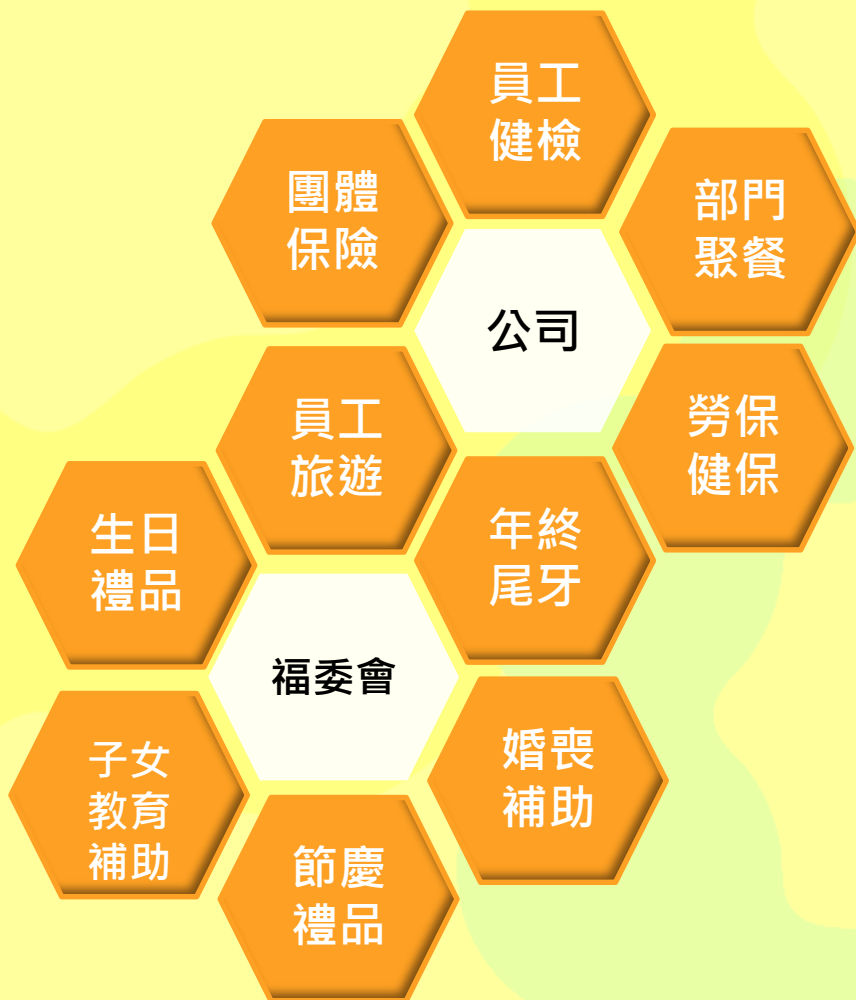 員工
健檢
團體
保險
部門
聚餐
公司
員工
旅遊
勞保
健保
生日
禮品
年終
尾牙
福委會
子女
教育
補助
婚喪
補助
節慶
禮品